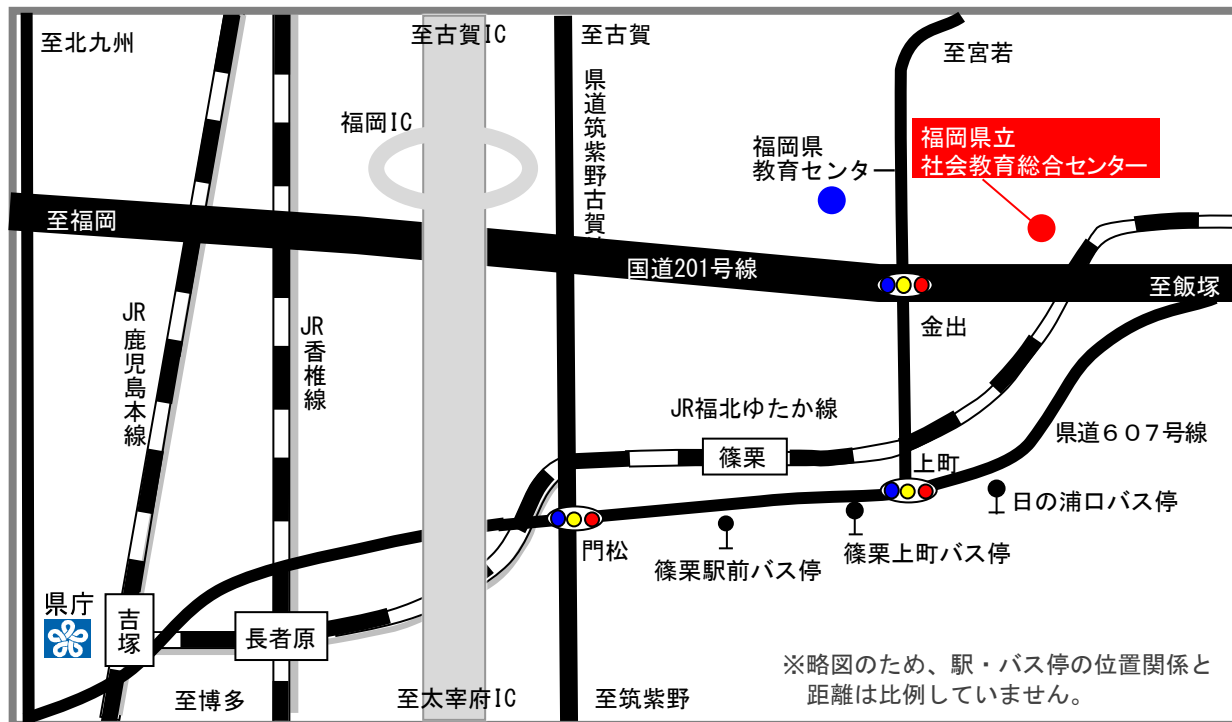 至北九州
至古賀IC
至古賀
至宮若
県道筑紫野古賀
福岡IC
福岡県
教育センター
福岡県立
社会教育総合センター
至福岡
国道201号線
至飯塚
金出
JR鹿児島本線
JR香椎線
JR福北ゆたか線
県道607号線
篠栗
上町
日の浦口バス停
門松
篠栗駅前バス停
篠栗上町バス停
県庁
吉塚
長者原
至博多
至太宰府IC
至筑紫野
※略図のため、駅・バス停の位置関係と
距離は比例していません。